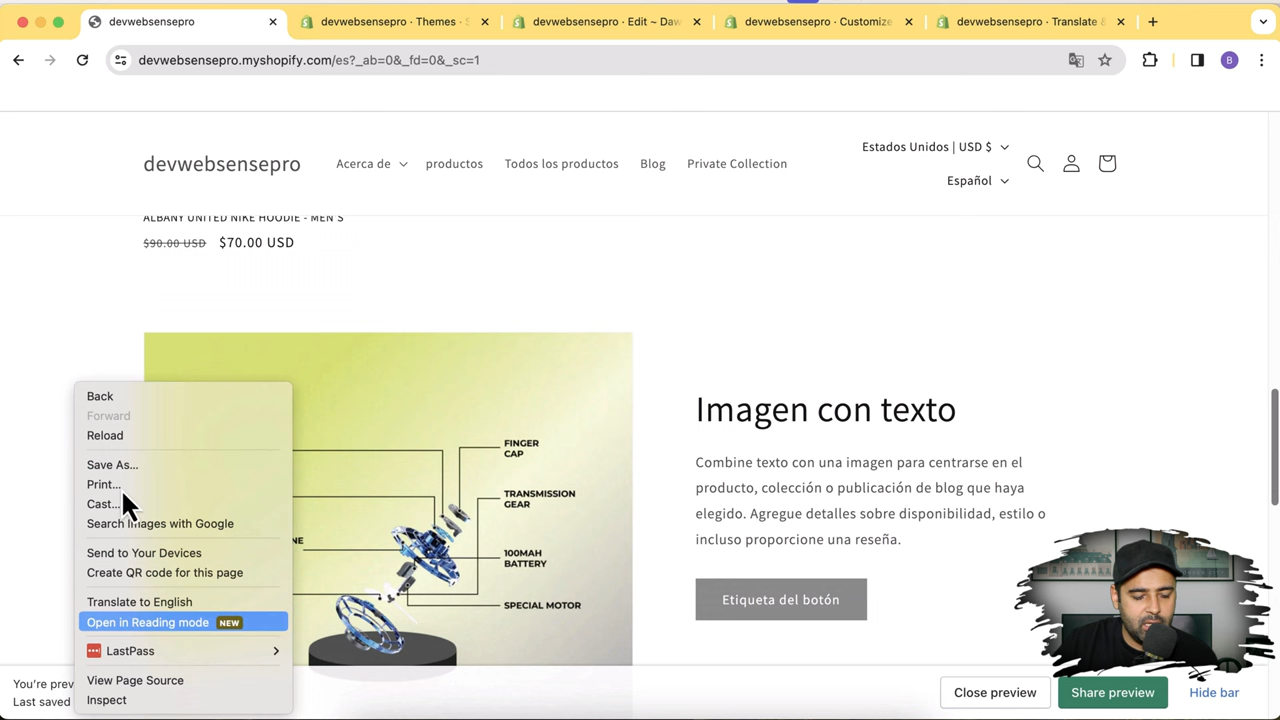 devwebsensepro
devwebsensepro · Themes · S
devwebsensepro · Edit ~ Daw
devwebsensepro · Customize
devwebsensepro · Translate &
devwebsensepro.myshopify.com/es?_ab=0&_fd=0&_sc=1
B
devwebsensepro
Acerca de
productos
Todos los productos
Blog
Private Collection
Estados Unidos | USD $
Español
ALBANY UNITED NIKE HOODIE - MEN'S
$90.00 USD $70.00 USD
Back
Forward
Reload
Save As...
Print...
Cast...
Search Images with Google
Send to Your Devices
Create QR code for this page
Translate to English
Open in Reading mode NEW
LastPass
View Page Source
Inspect
FINGER
CAP
TRANSMISSION
GEAR
NE
100MAH
BATTERY
SPECIAL MOTOR
Imagen con texto
Combine texto con una imagen para centrarse en el
producto, colección o publicación de blog que haya
elegido. Agregue detalles sobre disponibilidad, estilo o
incluso proporcione una reseña.
Etiqueta del botón
You're prev
Last saved
Close preview
Share preview
Hide bar